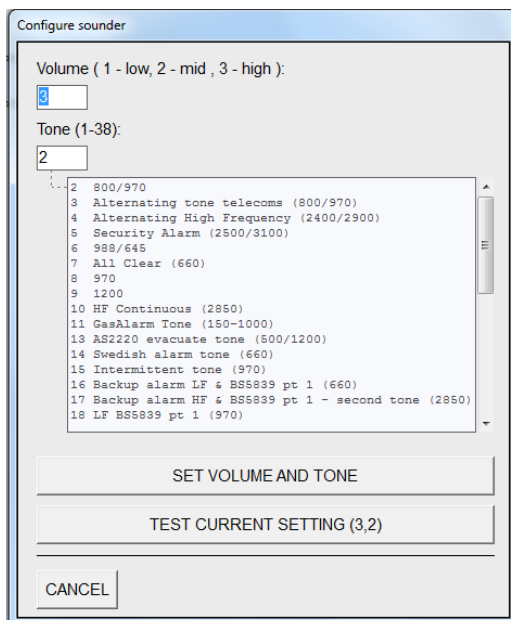 Configure sounder
Volume ( 1 - low, 2 - mid , 3 - high ):
3
Tone (1-38):
2
2 800/970
3 Alternating tone telecoms (800/970)
4 Alternating High Frequency (2400/2900)
5 Security Alarm (2500/3100)
6 988/645
7 All Clear (660)
8 970
9 1200
10 HF Continuous (2850)
11 GasAlarm Tone (150-1000)
13 AS2220 evacuate tone (500/1200)
14 Swedish alarm tone (660)
15 Intermittent tone (970)
16 Backup alarm LF & BS5839 pt 1 (660)
17 Backup alarm HF & BS5839 pt 1 - second tone (2850)
18 LF BS5839 pt 1 (970)
SET VOLUME AND TONE
TEST CURRENT SETTING (3,2)
CANCEL